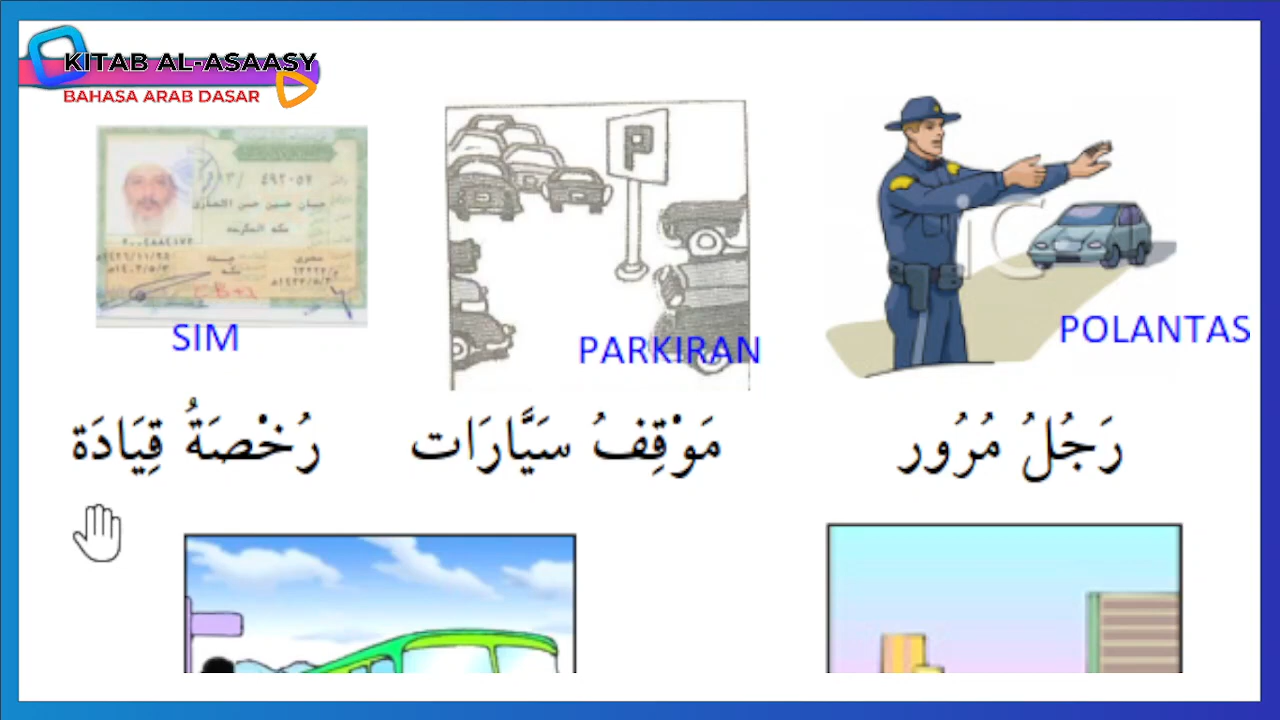 KITAB AL-ASAASY
BAHASA ARAB DASAR
P
SIM
PARKIRAN
POLANTAS
رَجُلُ مُرُور
مَوْقِفُ سَيَّارَات
رُخْصَةُ قِيَادَة